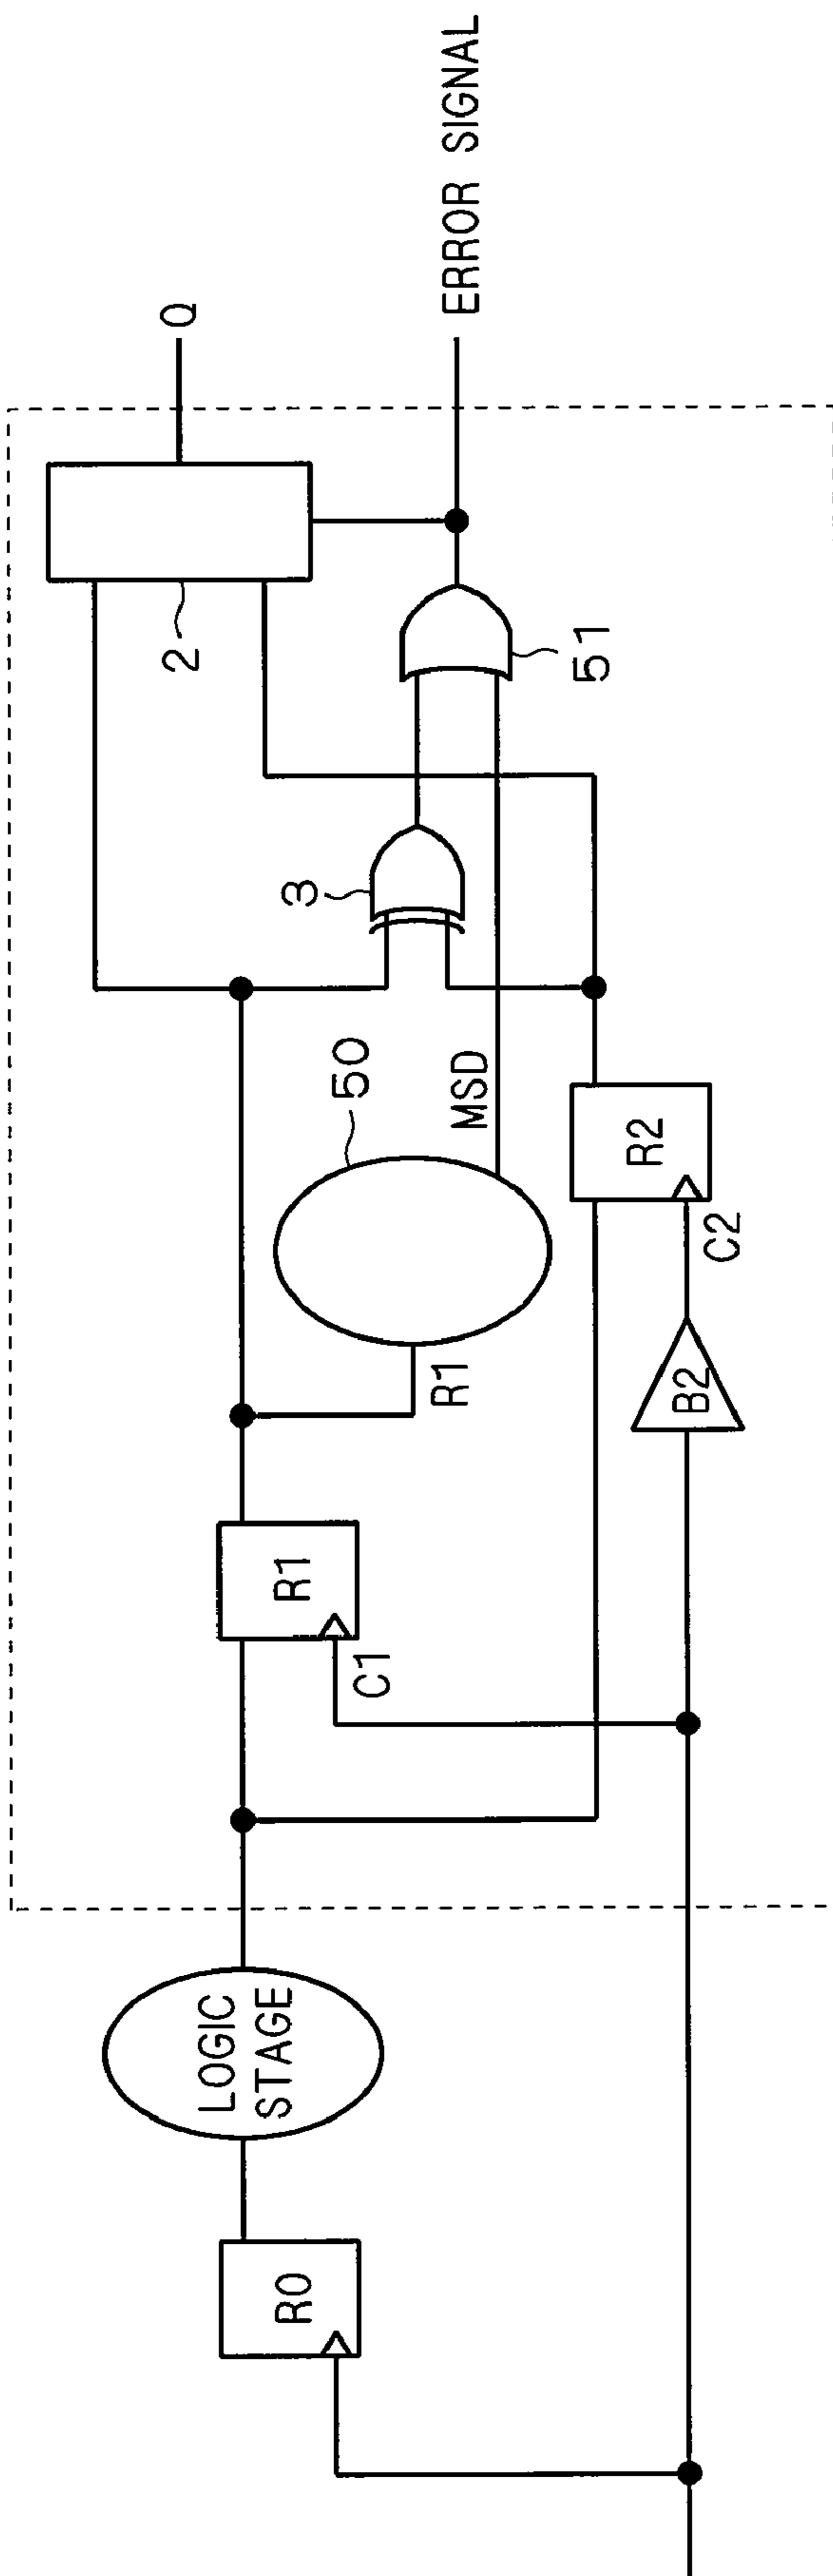 R0
LOGIC
STAGE
R1
C1
R1
50
MSD
B2
C2
R2
3
2
51
Q
ERROR SIGNAL